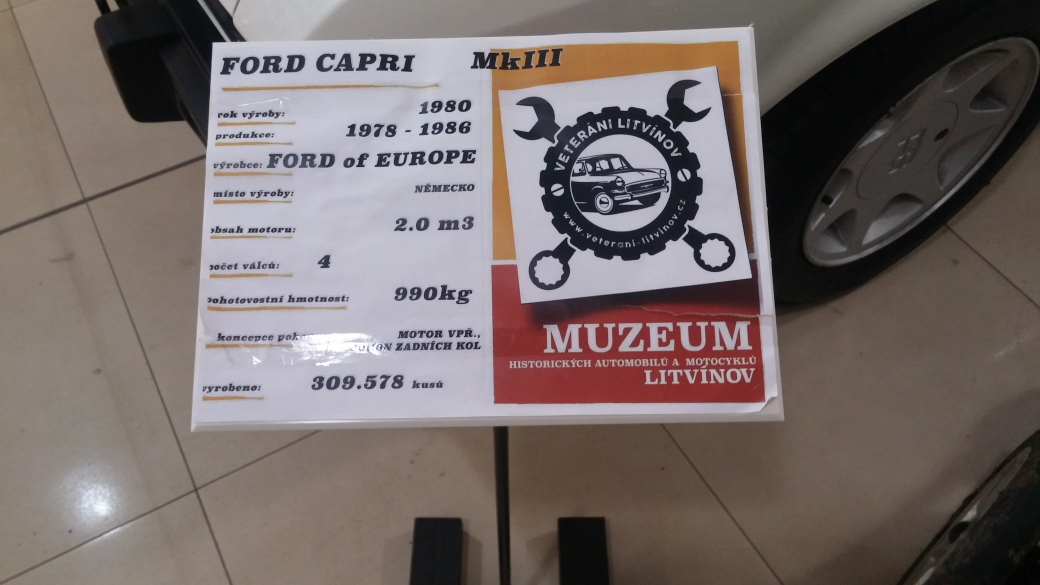 FORD CAPRI MkIII
rok výroby: 1980
produkce: 1978 - 1986
výrobce: FORD of EUROPE
místo výroby: NĚMECKO
obsah motoru: 2.0 m3
počet válců: 4
pohotovostní hmotnost: 990kg
koncepce MOTOR VPŘ.,
ZADNÍCH KOL
vyrobeno: 309.578 kusů
VETERÁNI LITVÍNOV
www.veterani-litvinov.cz
MUZEUM
HISTORICKÝCH AUTOMOBILŮ A MOTOCYKLŮ
LITVÍNOV